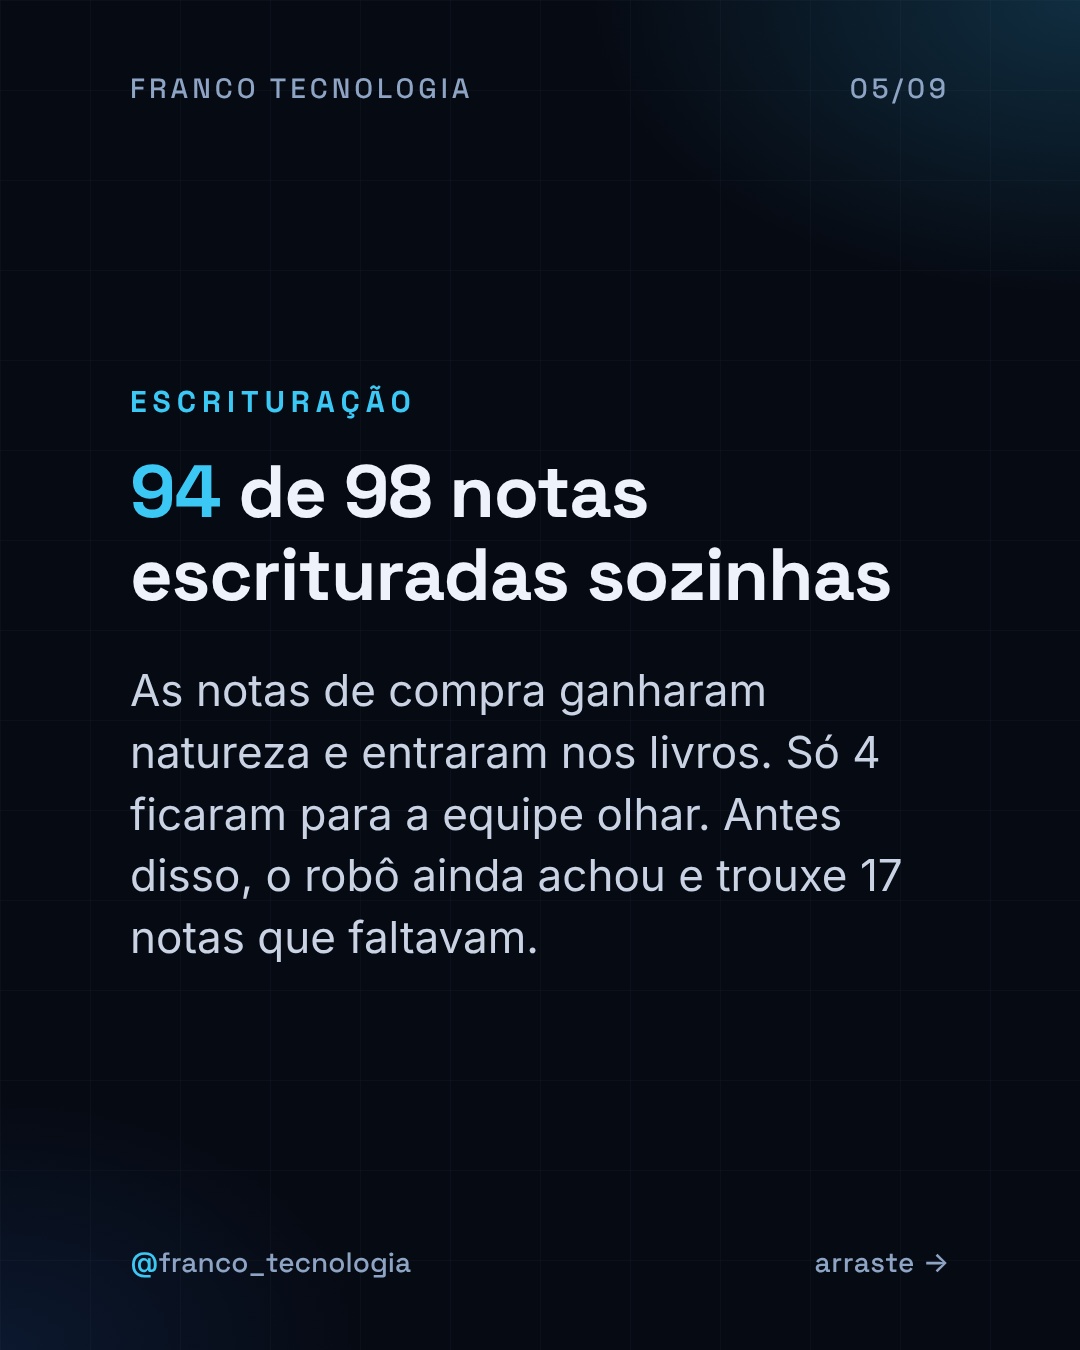 FRANCO TECNOLOGIA
05/09
ESCRITURAÇÃO
94 de 98 notas
escrituradas sozinhas
As notas de compra ganharam
natureza e entraram nos livros. Só 4
ficaram para a equipe olhar. Antes
disso, o robô ainda achou e trouxe 17
notas que faltavam.
@franco_tecnologia
arraste →